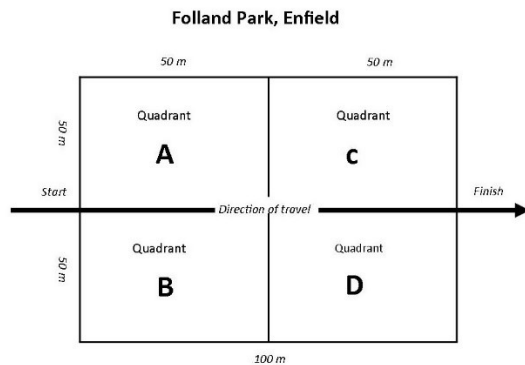 Folland Park, Enfield
50 m
50 m
50 m
Quadrant
A
Quadrant
c
Start
Finish
Direction of travel
50 m
Quadrant
B
Quadrant
D
100 m